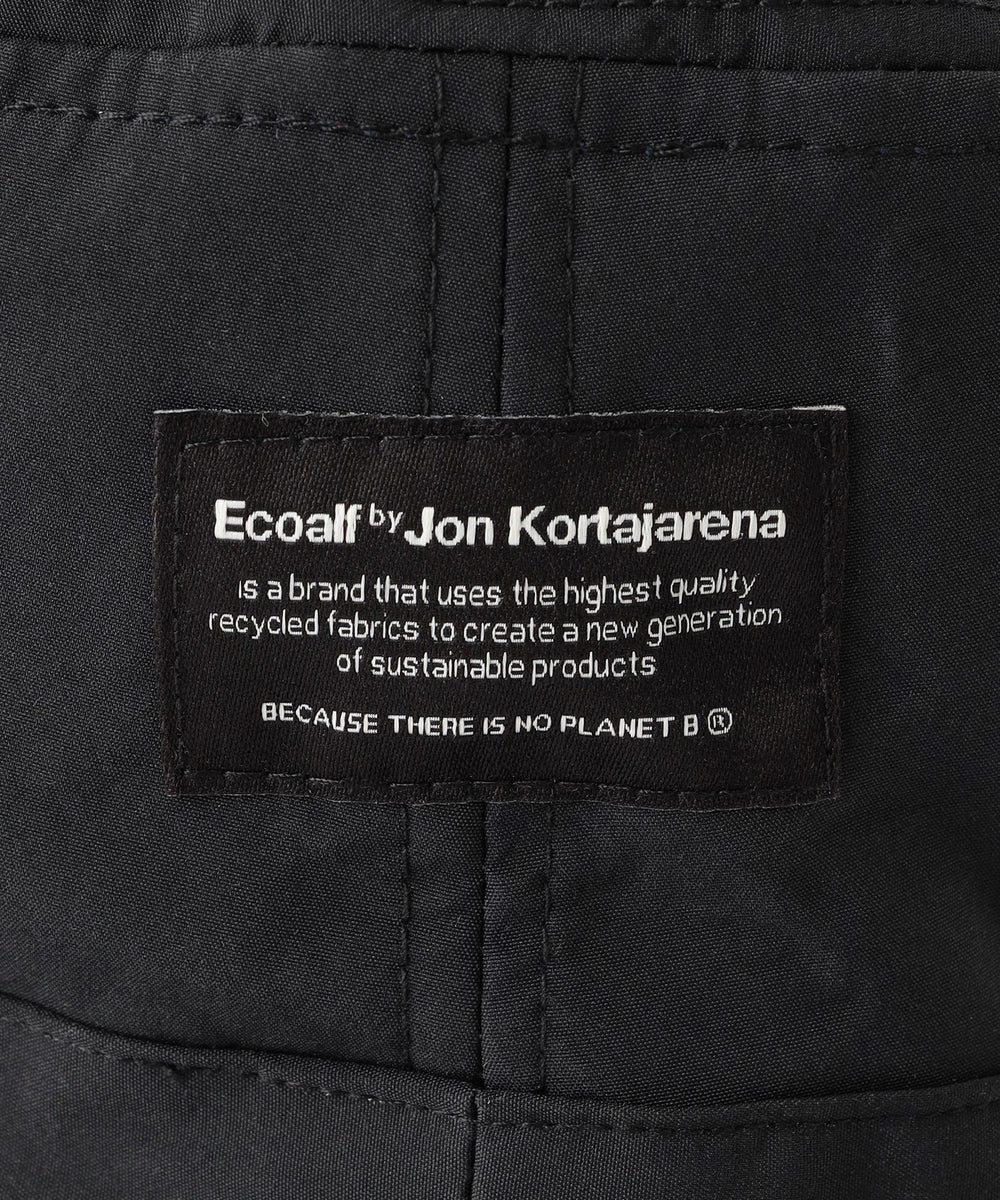 Ecoalf by Jon Kortajarena
is a brand that uses the highest quality
recycled fabrics to create a new generation
of sustainable products
BECAUSE THERE IS NO PLANET B ®